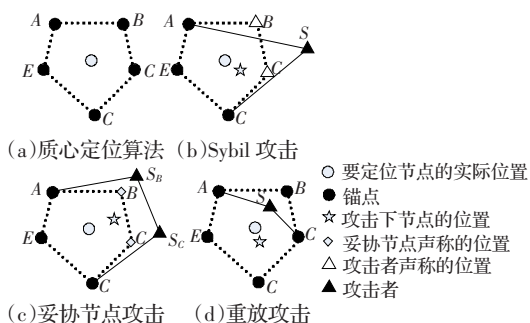 A B A B S
E C E C
C C
(a)质心定位算法 (b)Sybil 攻击
A S_B B A S B
E C S_C E C
C C
(c)妥协节点攻击 (d)重放攻击
要定位节点的实际位置
锚点
攻击下节点的位置
妥协节点声称的位置
攻击者声称的位置
攻击者